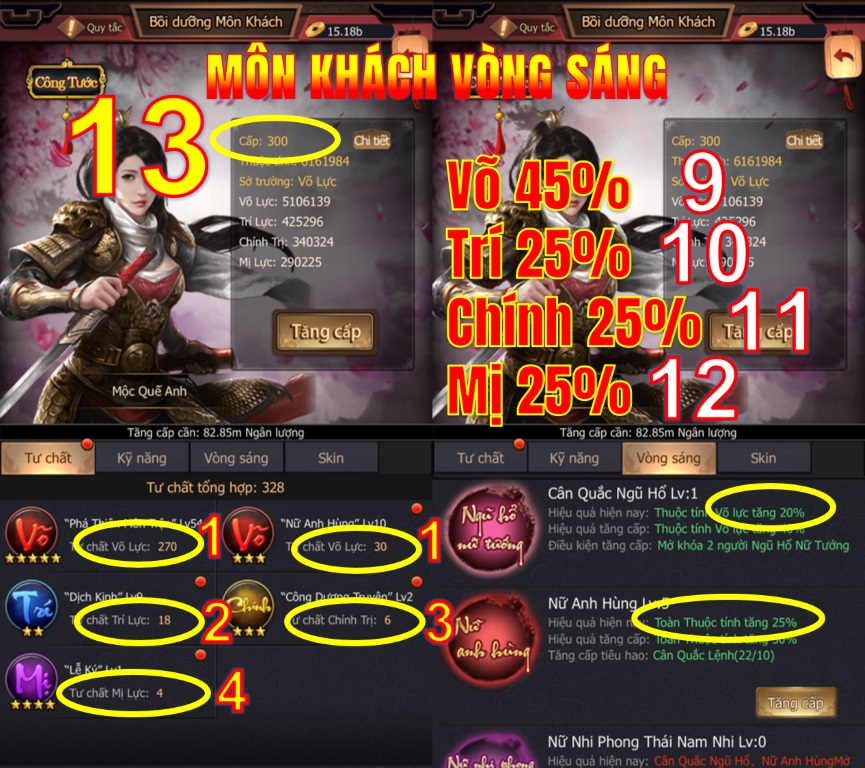 Quy tắc
Bồi dưỡng Môn Khách
15.18b
Quy tắc
Bồi dưỡng Môn Khách
15.18b
MÔN KHÁCH VÒNG SÁNG
Công Tước
13
Cấp: 300
Chi tiết
Thuộc tính: 6161984
Sở trường: Võ Lực
Võ Lực: 5106139
Trí Lực: 425296
Chính Trị: 340324
Mị Lực: 290225
Tăng cấp
Mộc Quế Anh
Tăng cấp cần: 82.85m Ngân lượng
Cấp: 300
Chi tiết
6161984
Võ Lực
5106139
Võ 45% 9
Trí 25% 10
Chính 25% 11
Mị 25% 12
Tăng cấp cần: 82.85m Ngân lượng
Tư chất
Kỹ năng
Vòng sáng
Skin
Tư chất tổng hợp: 328
Võ
"Phá Thiên Môn Trận" Lv54
Tư chất Võ Lực: 270
1
Võ
"Nữ Anh Hùng" Lv10
Tư chất Võ Lực: 30
1
Trí
"Dịch Kinh" Lv9
Tư chất Trí Lực: 18
2
Chính
"Công Dương Truyện" Lv2
Tư chất Chính Trị: 6
3
Mị
"Lễ Ký" Lv1
Tư chất Mị Lực: 4
4
Tư chất
Kỹ năng
Vòng sáng
Skin
Ngũ hổ
nữ tướng
Cân Quắc Ngũ Hổ Lv:1
Hiệu quả hiện nay: Thuộc tính Võ lực tăng 20%
Hiệu quả tăng cấp: Thuộc tính Võ lực tăng 40%
Điều kiện tăng cấp: Mở khóa 2 người Ngũ Hổ Nữ Tướng
Nữ
anh hùng
Nữ Anh Hùng Lv:5
Hiệu quả hiện nay: Toàn Thuộc tính tăng 25%
Hiệu quả tăng cấp: Toàn Thuộc tính tăng 30%
Tăng cấp tiêu hao: Cân Quắc Lệnh(22/10)
Tăng cấp
Nữ nhi phong
Nữ Nhi Phong Thái Nam Nhi Lv:0
Cân Quắc Ngũ Hổ、Nữ Anh HùngMở